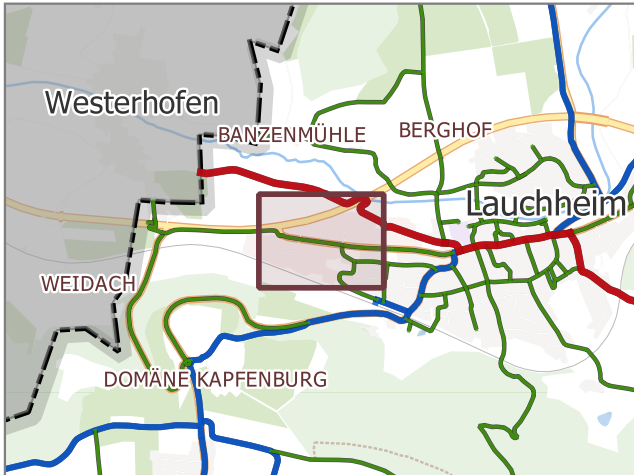 Westerhofen
BANZENMÜHLE
BERGHOF
Lauchheim
WEIDACH
DOMÄNE KAPFENBURG